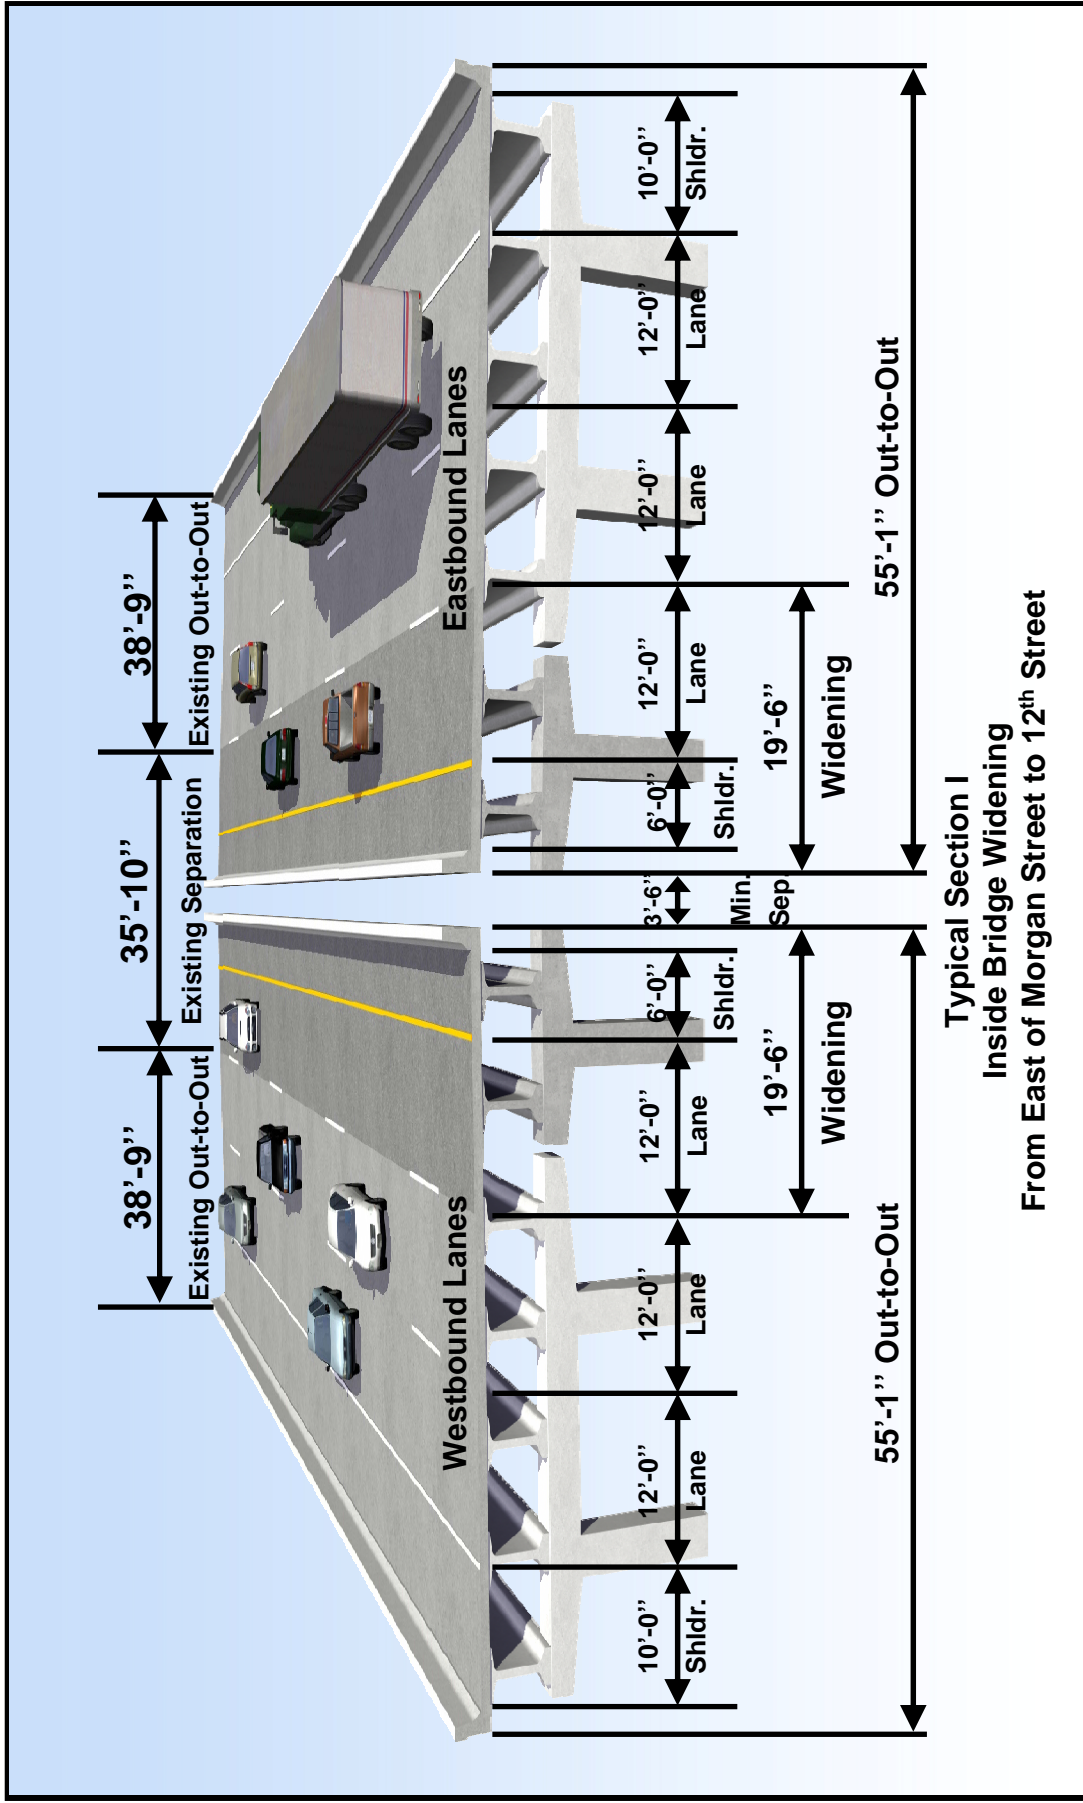 38’-9”
35’-10”
38’-9”
Existing Out-to-Out
Existing Separation
Existing Out-to-Out
Westbound Lanes
Eastbound Lanes
10’-0”
12’-0”
12’-0”
12’-0”
6’-0”
3’-6”
6’-0”
12’-0”
12’-0”
12’-0”
10’-0”
Shldr.
Lane
Lane
Lane
Shldr.
Min.
Sep.
Shldr.
Lane
Lane
Lane
Shldr.
19’-6”
19’-6”
Widening
Widening
55’-1” Out-to-Out
55’-1” Out-to-Out
Typical Section I
Inside Bridge Widening
From East of Morgan Street to 12th Street